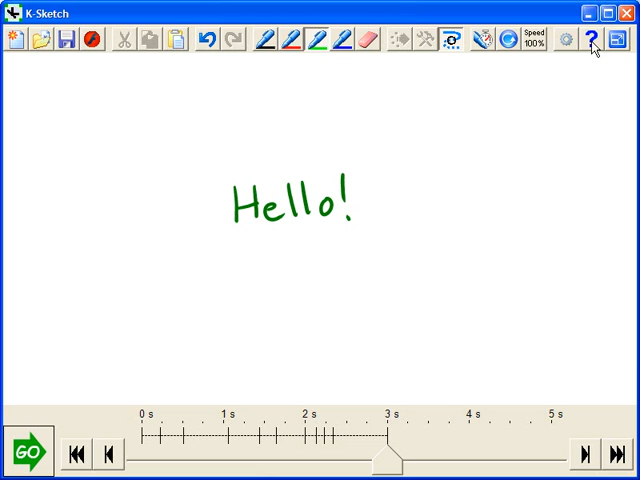 K-Sketch
Speed
100%
Hello!
0 s 1 s 2 s 3 s 4 s 5 s
GO